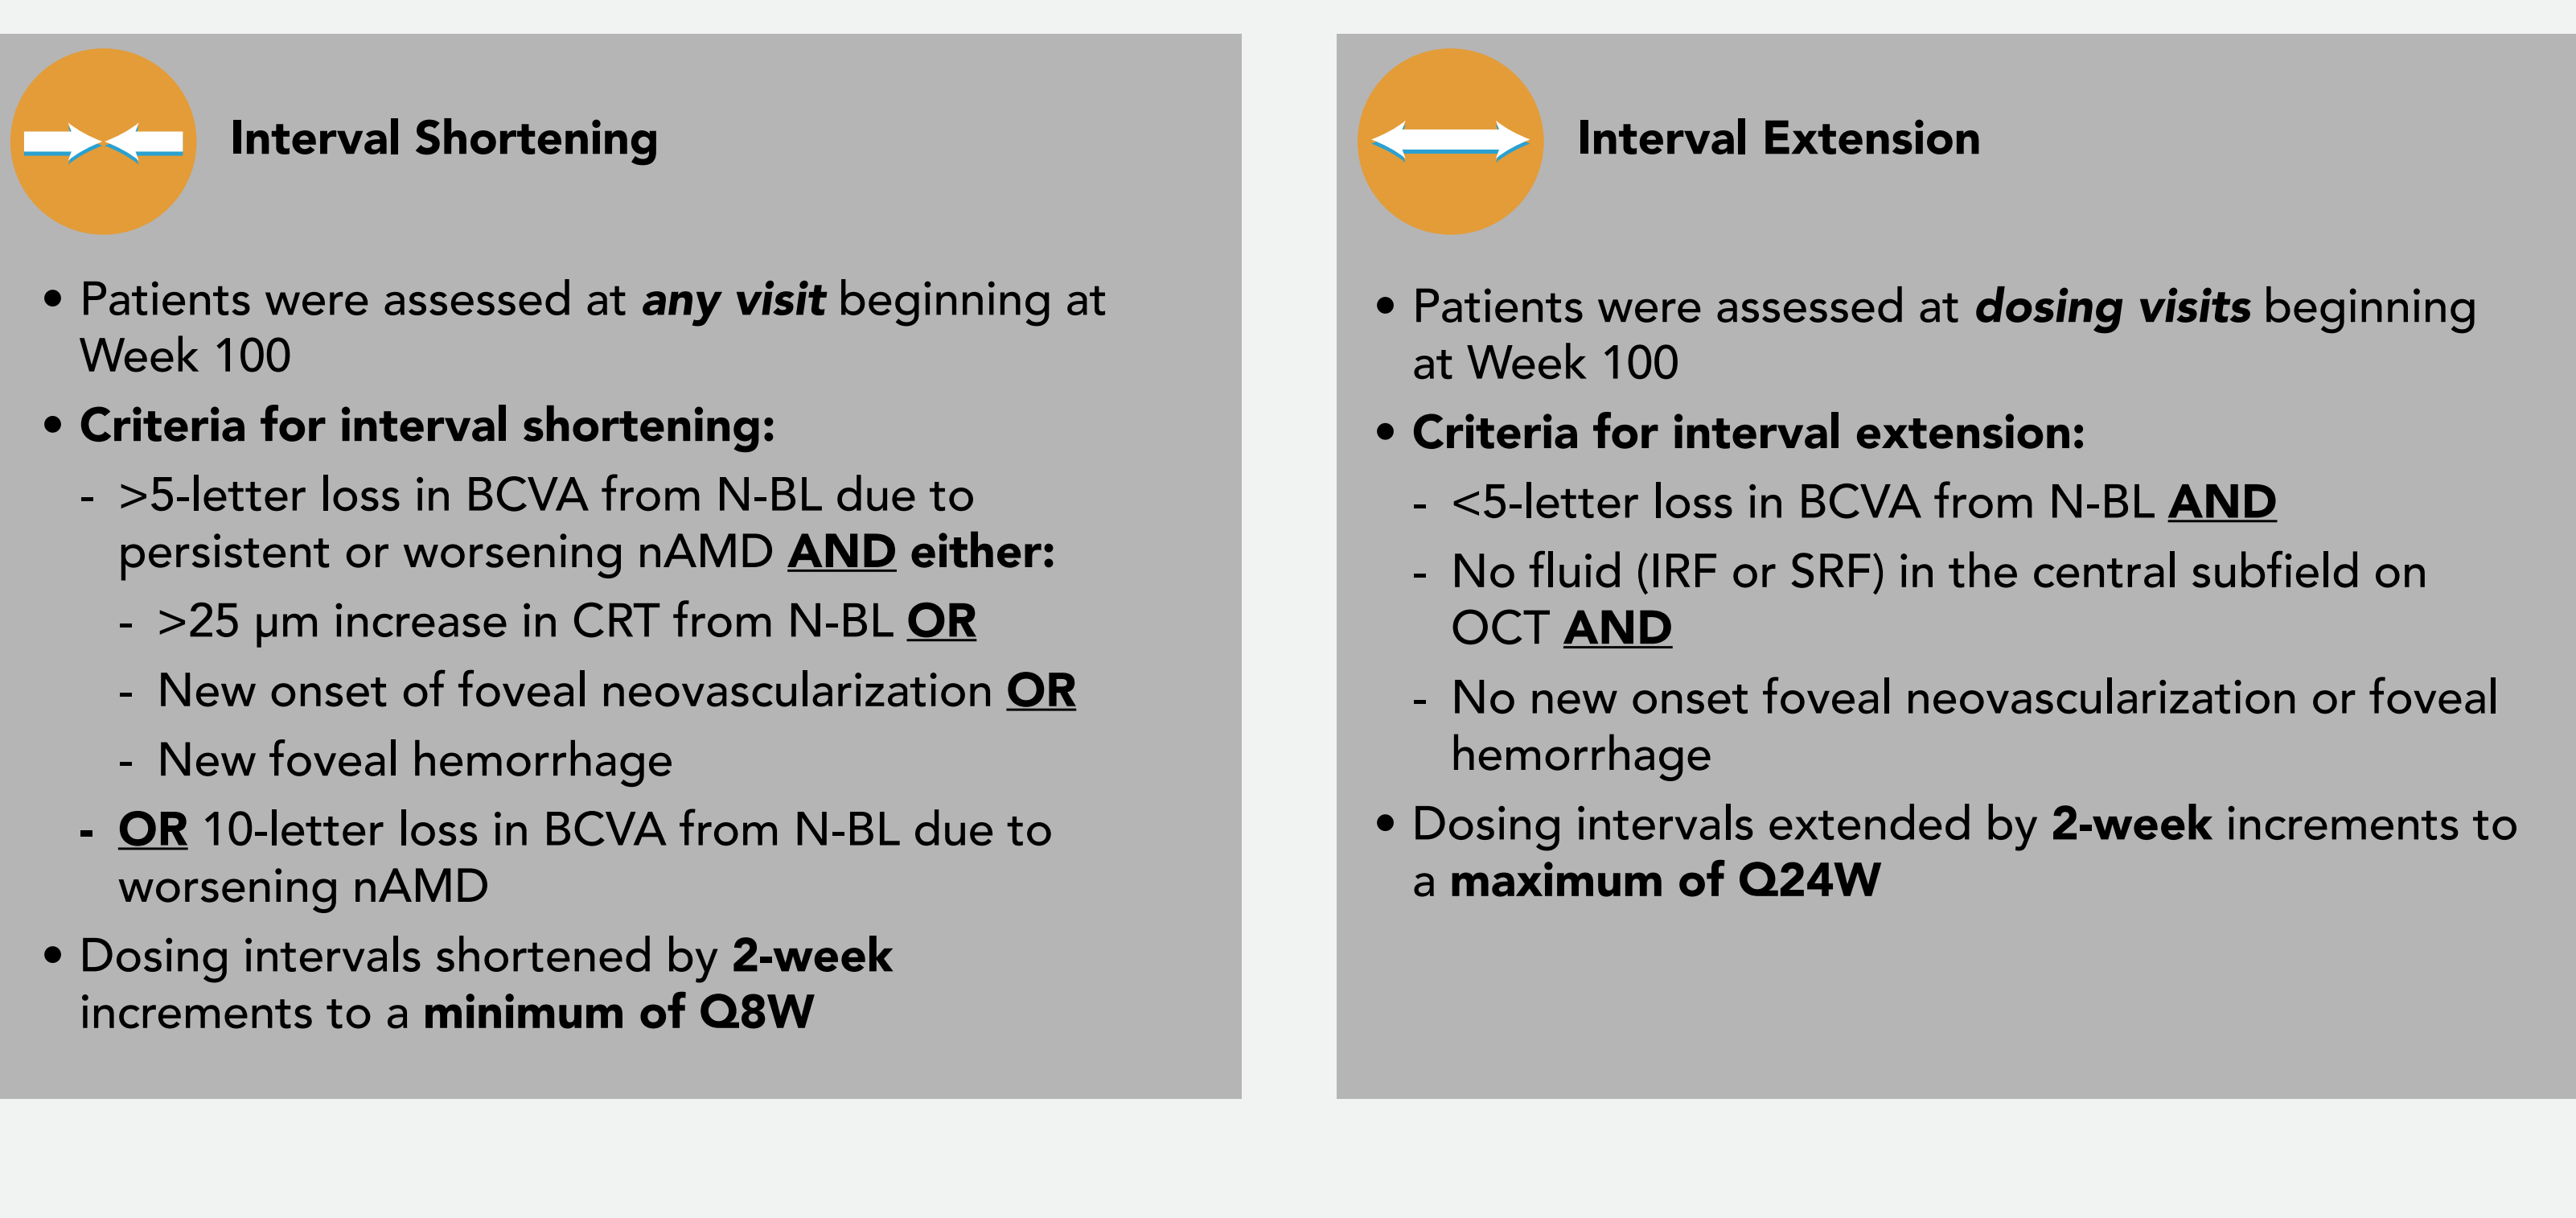 Interval Shortening
• Patients were assessed at any visit beginning at
Week 100
• Criteria for interval shortening:
- >5-letter loss in BCVA from N-BL due to
persistent or worsening nAMD AND either:
- >25 μm increase in CRT from N-BL OR
- New onset of foveal neovascularization OR
- New foveal hemorrhage
- OR 10-letter loss in BCVA from N-BL due to
worsening nAMD
• Dosing intervals shortened by 2-week
increments to a minimum of Q8W
Interval Extension
• Patients were assessed at dosing visits beginning
at Week 100
• Criteria for interval extension:
- <5-letter loss in BCVA from N-BL AND
- No fluid (IRF or SRF) in the central subfield on
OCT AND
- No new onset foveal neovascularization or foveal
hemorrhage
• Dosing intervals extended by 2-week increments to
a maximum of Q24W